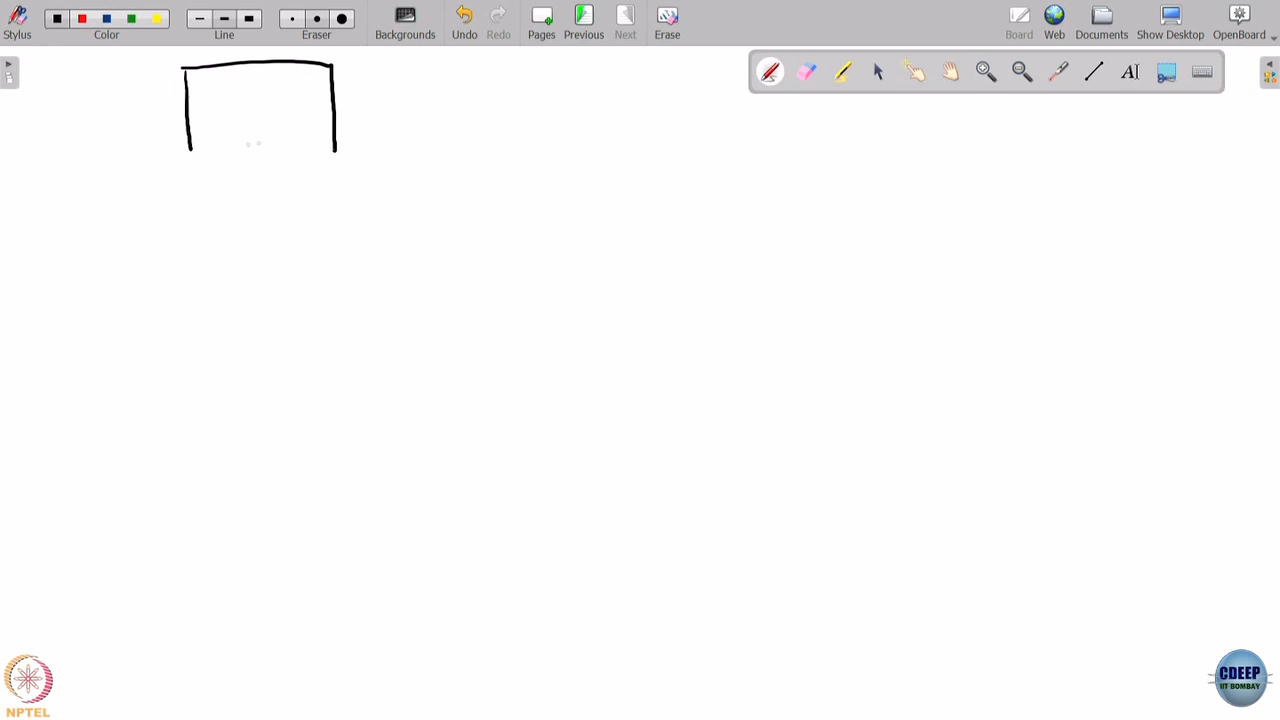 Stylus Color Line Eraser Backgrounds Undo Redo Pages Previous Next Erase Board Web Documents Show Desktop OpenBoard
AI
NPTEL
CDEEP
IIT BOMBAY